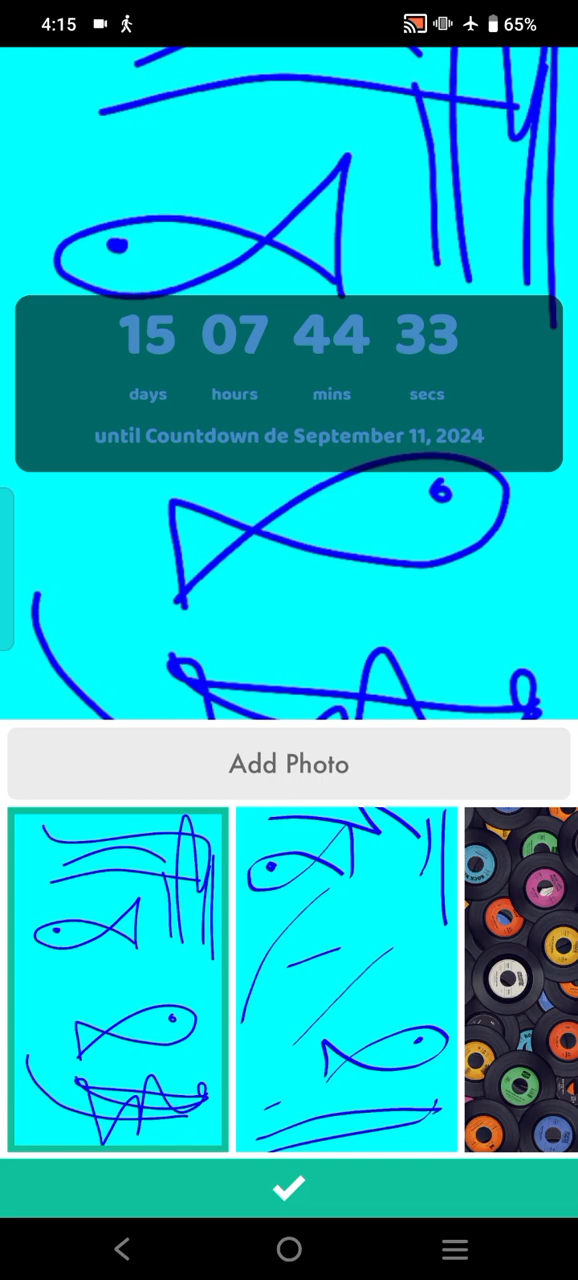 4:15
65%
15 07 44 33
days hours mins secs
until Countdown de September 11, 2024
Add Photo